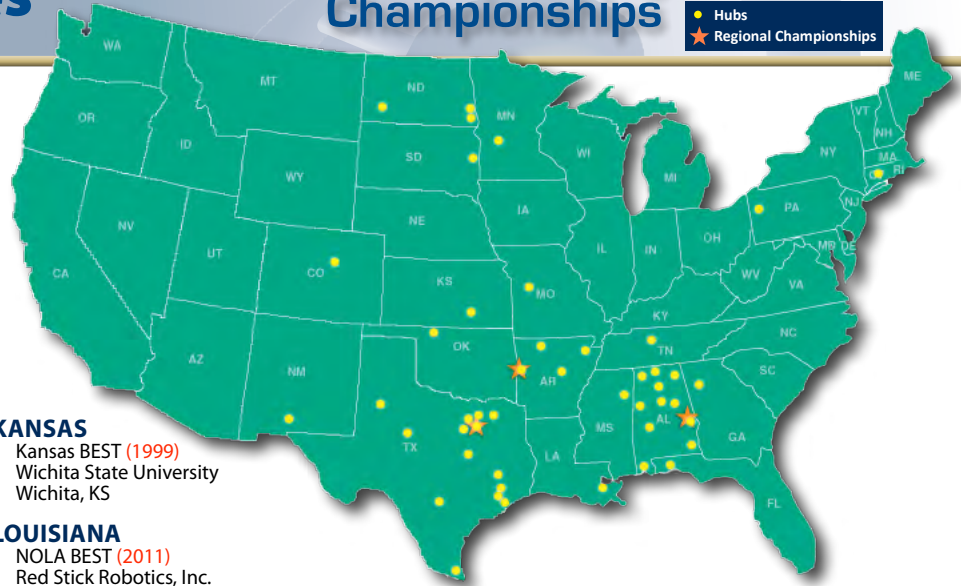 es
Championships
Hubs
Regional Championships
WA
MT
ND
MN
ME
OR
ID
SD
WI
VT
NH
NY
MA
RI
WY
MI
NE
IA
PA
NJ
NV
UT
CO
IL
IN
OH
MD
DE
CA
KS
MO
WV
VA
KY
AZ
NM
OK
AR
TN
NC
SC
TX
LA
MS
AL
GA
FL
KANSAS
Kansas BEST (1999)
Wichita State University
Wichita, KS
LOUISIANA
NOLA BEST (2011)
Red Stick Robotics, Inc.